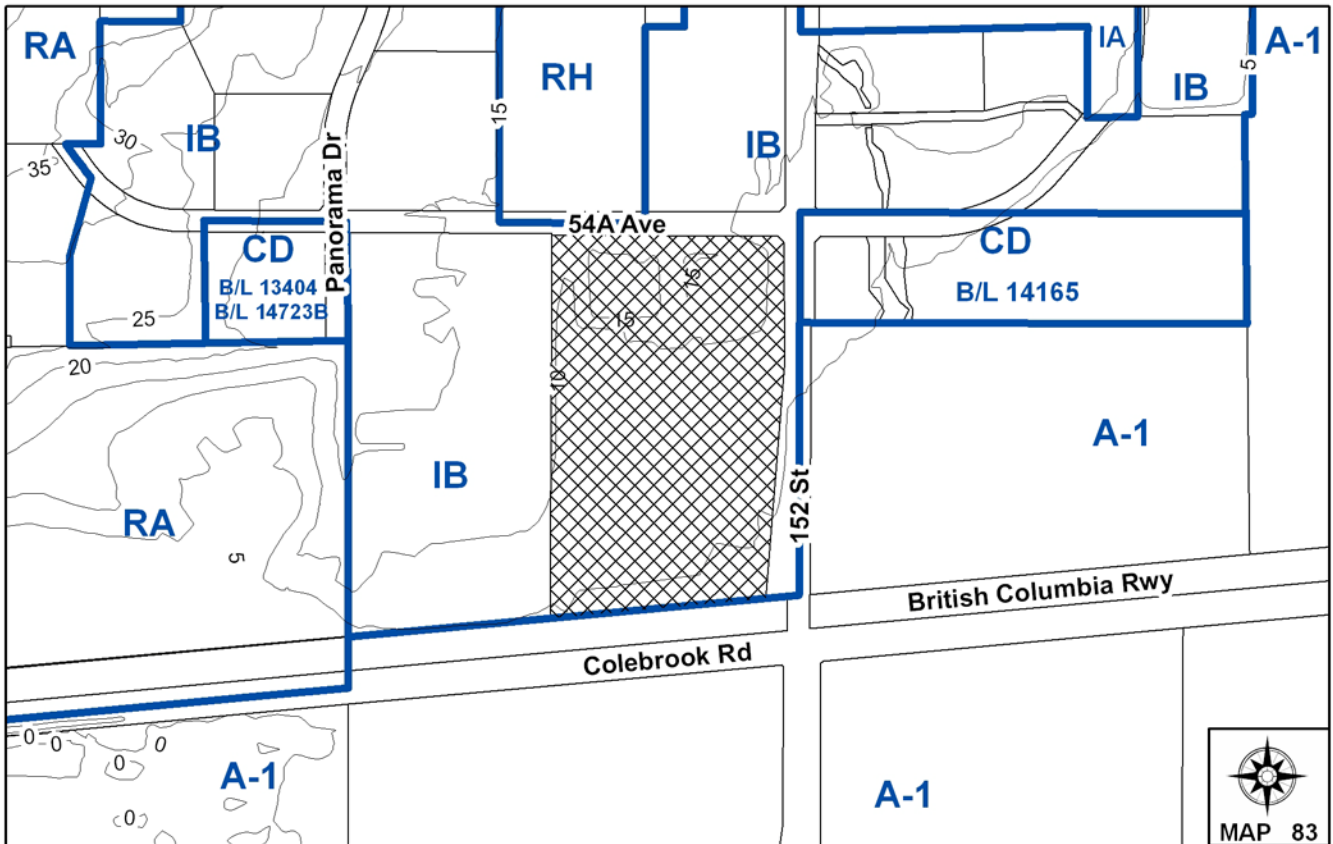 RA
RH
IA
A-1
IB
5
30
IB
15
IB
35
Panorama Dr
54A Ave
CD
B/L 13404
B/L 14723B
CD
B/L 14165
15
15
25
20
10
A-1
IB
RA
5
152 St
British Columbia Rwy
Colebrook Rd
0
0
0
0
0
A-1
A-1
MAP 83